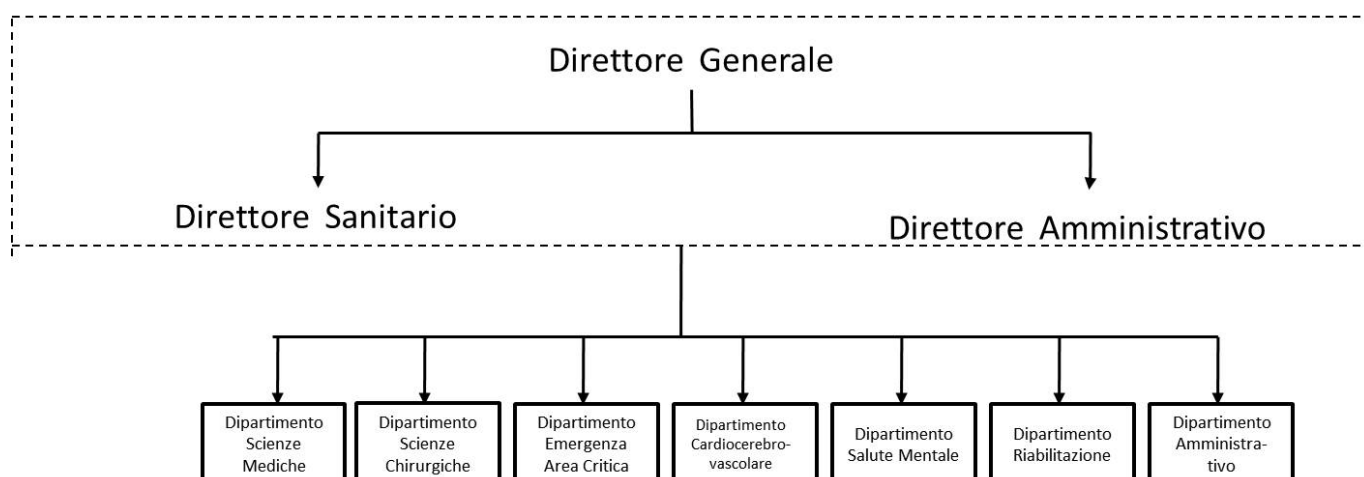 Direttore Generale
Direttore Sanitario
Direttore Amministrativo
Dipartimento
Scienze
Mediche
Dipartimento
Scienze
Chirurgiche
Dipartimento
Emergenza
Area Critica
Dipartimento
Cardiocerebro-
vascolare
Dipartimento
Salute Mentale
Dipartimento
Riabilitazione
Dipartimento
Amministra-
tivo